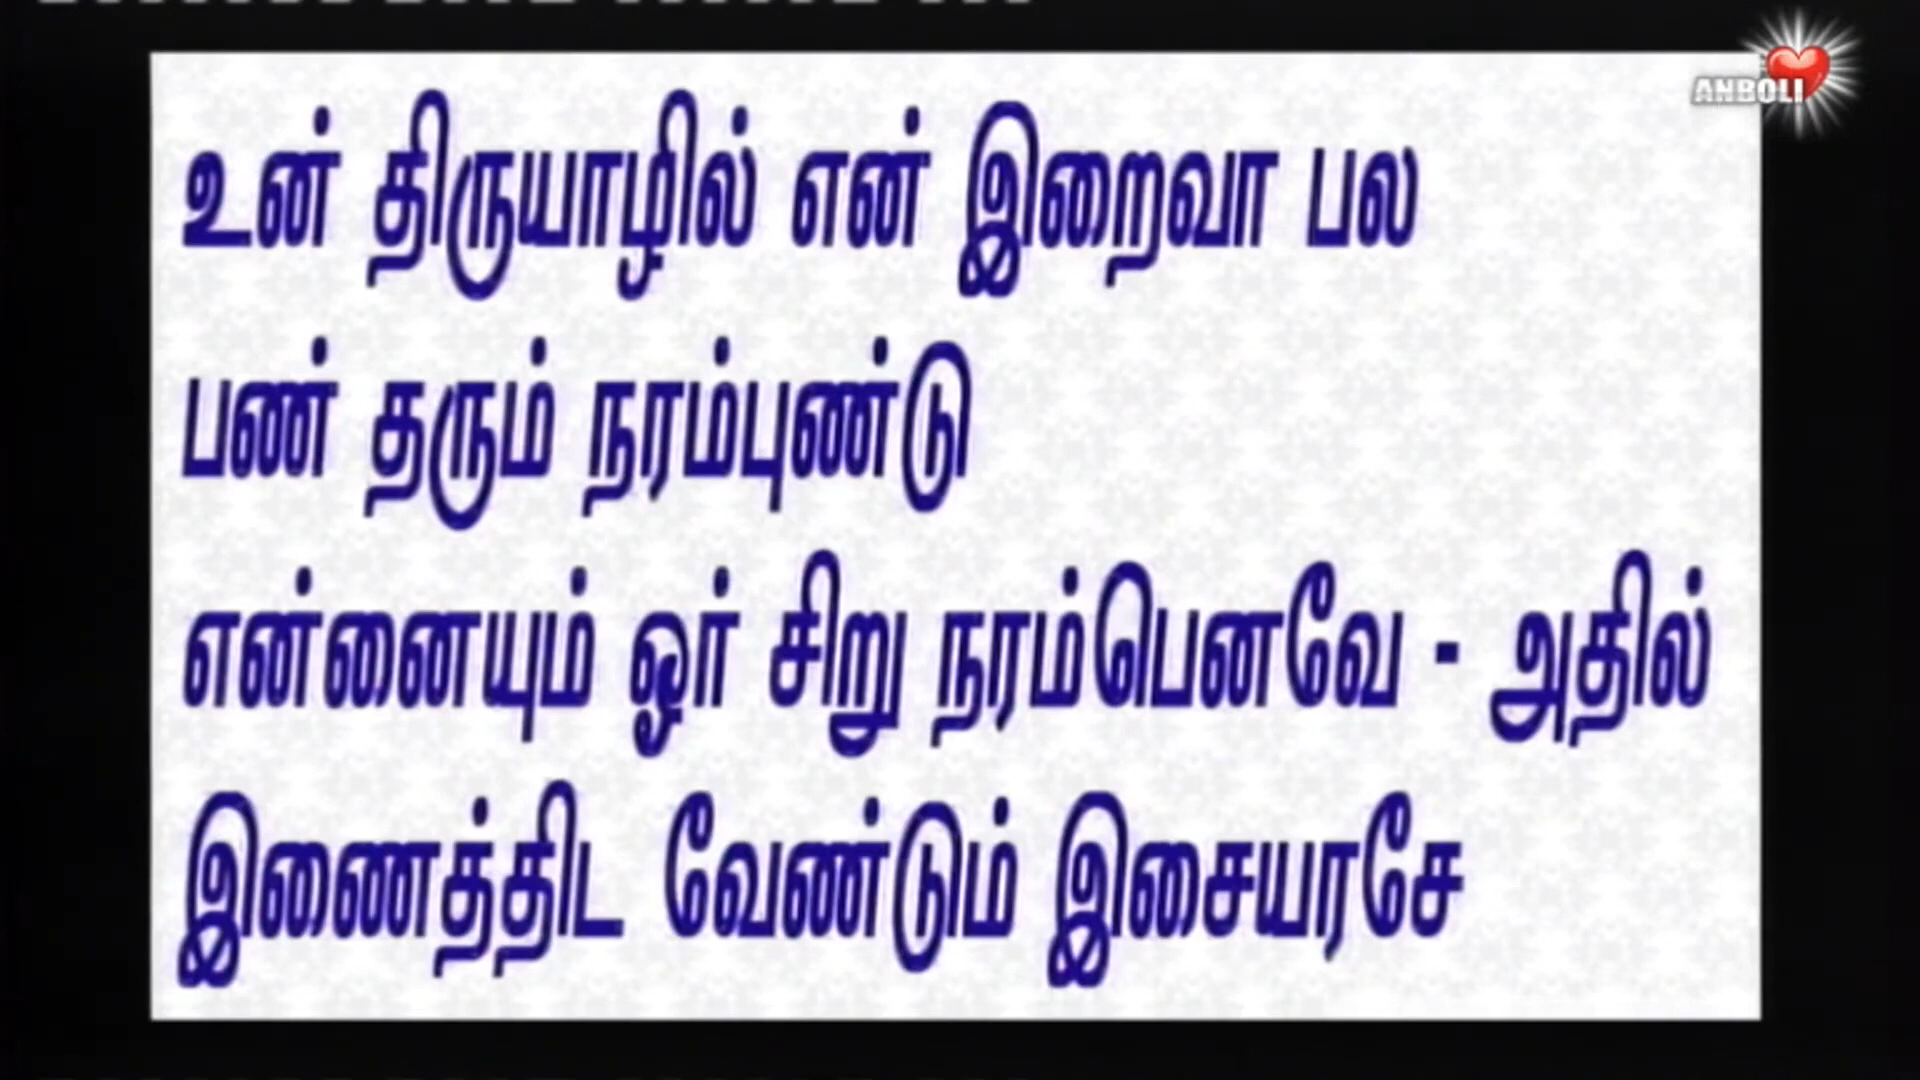 ANBOLI
உன் திருயாழில் என் இறைவா பல
பண் தரும் நரம்புண்டு
என்னையும் ஓர் சிறு நரம்பெனவே - அதில்
இணைத்திட வேண்டும் இசையரசே